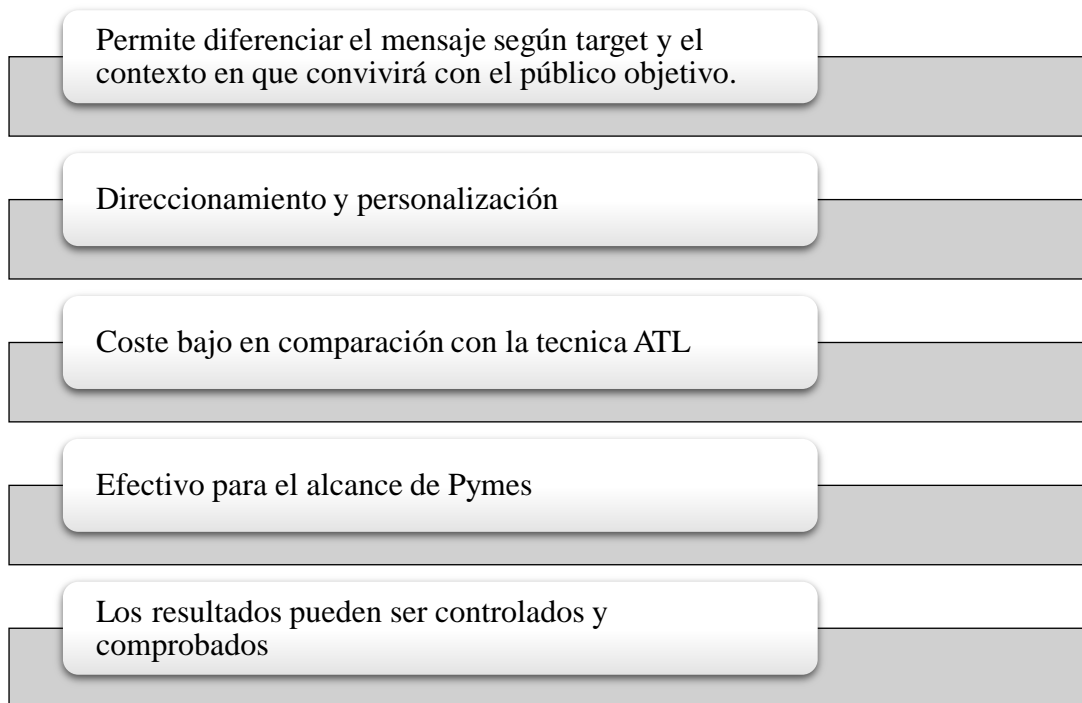 Permite diferenciar el mensaje según target y el
contexto en que convivirá con el público objetivo.
Direccionamiento y personalización
Coste bajo en comparación con la tecnica ATL
Efectivo para el alcance de Pymes
Los resultados pueden ser controlados y
comprobados